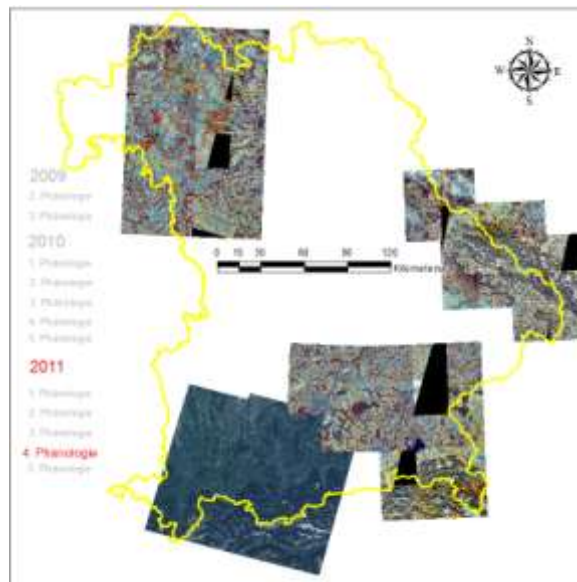 N
W E
S
2009
2. Phänologie
3. Phänologie
2010
1. Phänologie
2. Phänologie
3. Phänologie
4. Phänologie
5. Phänologie
0 15 30 60 90 120
Kilometers
2011
1. Phänologie
2. Phänologie
3. Phänologie
4. Phänologie
5. Phänologie